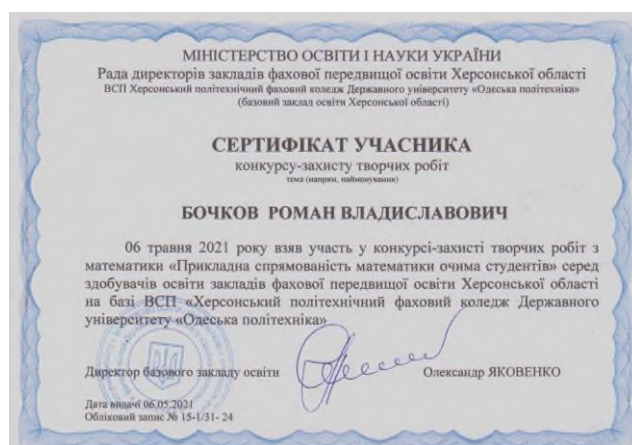 МІНІСТЕРСТВО ОСВІТИ І НАУКИ УКРАЇНИ
Рада директорів закладів фахової передвищої освіти Херсонської області
ВСП Херсонський політехнічний фаховий коледж Державного університету «Одеська політехніка»
(базовий заклад освіти Херсонської області)
СЕРТИФІКАТ УЧАСНИКА
конкурсу-захисту творчих робіт
тема (напрям, найменування)
БОЧКОВ РОМАН ВЛАДИСЛАВОВИЧ
06 травня 2021 року взяв участь у конкурсі-захисті творчих робіт з
математики «Прикладна спрямованість математики очима студентів» серед
здобувачів освіти закладів фахової передвищої освіти Херсонської області
на базі ВСП «Херсонський політехнічний фаховий коледж Державного
університету «Одеська політехніка»
Директор базового закладу освіти Олександр ЯКОВЕНКО
Дата видачі 06.05.2021
Обліковий запис № 15-1/31- 24